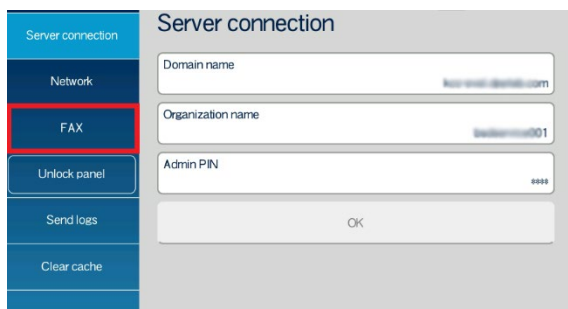 Server connection
Network
FAX
Unlock panel
Send logs
Clear cache
Server connection
Domain name
Organization name
Admin PIN
****
OK